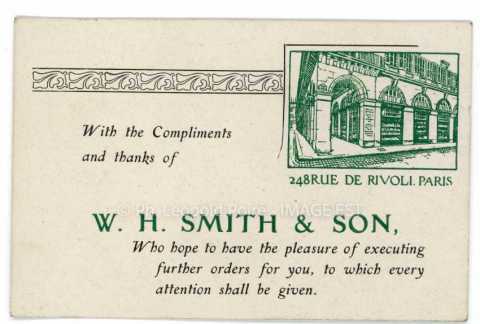 With the Compliments
and thanks of
248 RUE DE RIVOLI. PARIS
W. H. SMITH & SON,
Who hope to have the pleasure of executing
further orders for you, to which every
attention shall be given.